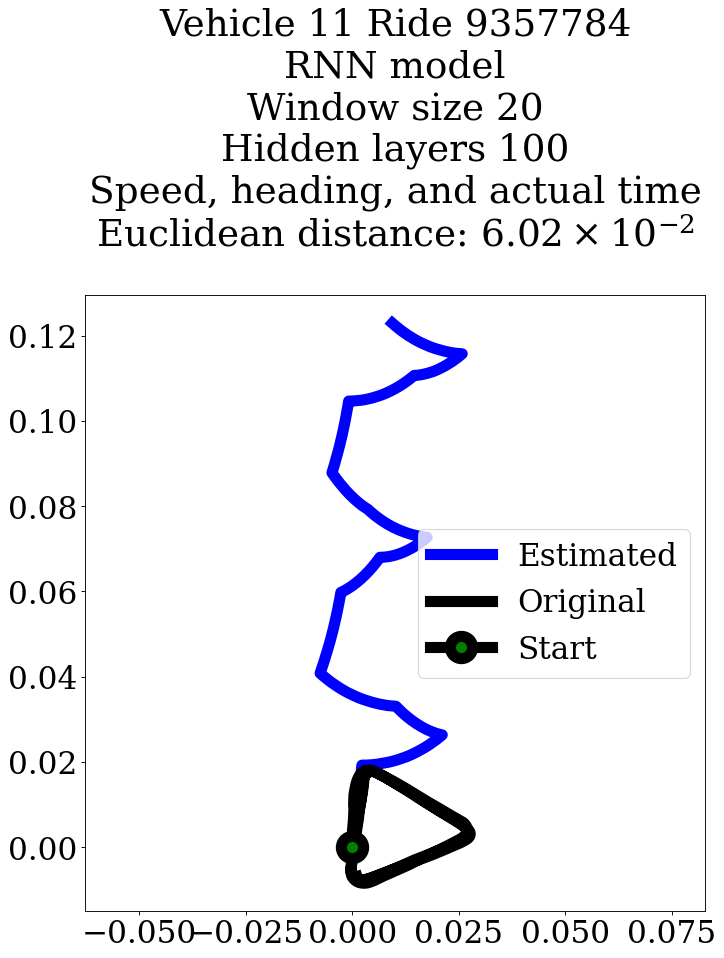 Vehicle 11 Ride 9357784
RNN model
Window size 20
Hidden layers 100
Speed, heading, and actual time
Euclidean distance: 6.02 × 10⁻²
0.12
0.10
0.08
0.06
0.04
0.02
0.00
Estimated
Original
Start
−0.050 −0.025 0.000 0.025 0.050 0.075